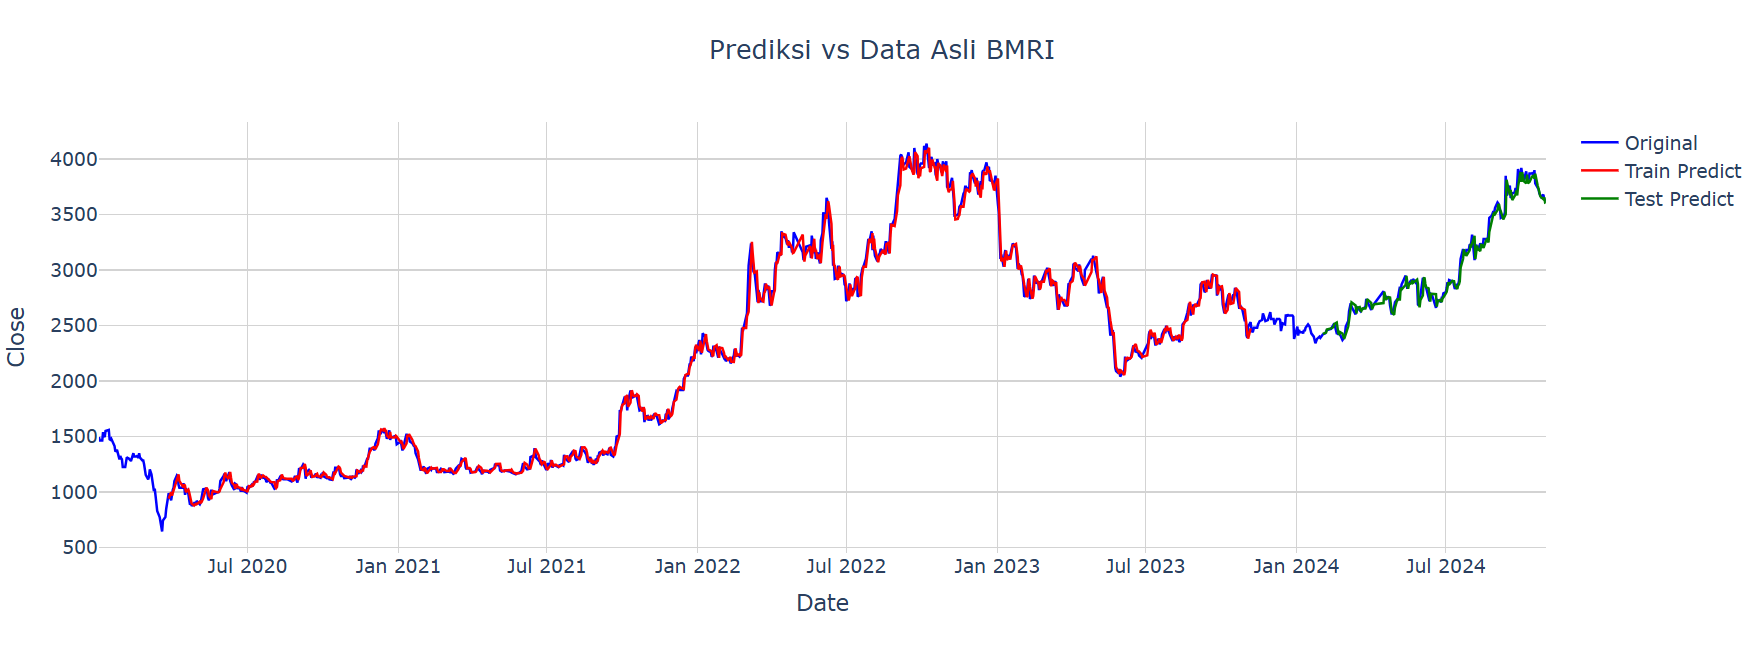 Prediksi vs Data Asli BMRI
Original
Train Predict
Test Predict
Close
4000
3500
3000
2500
2000
1500
1000
500
Jul 2020
Jan 2021
Jul 2021
Jan 2022
Jul 2022
Jan 2023
Jul 2023
Jan 2024
Jul 2024
Date